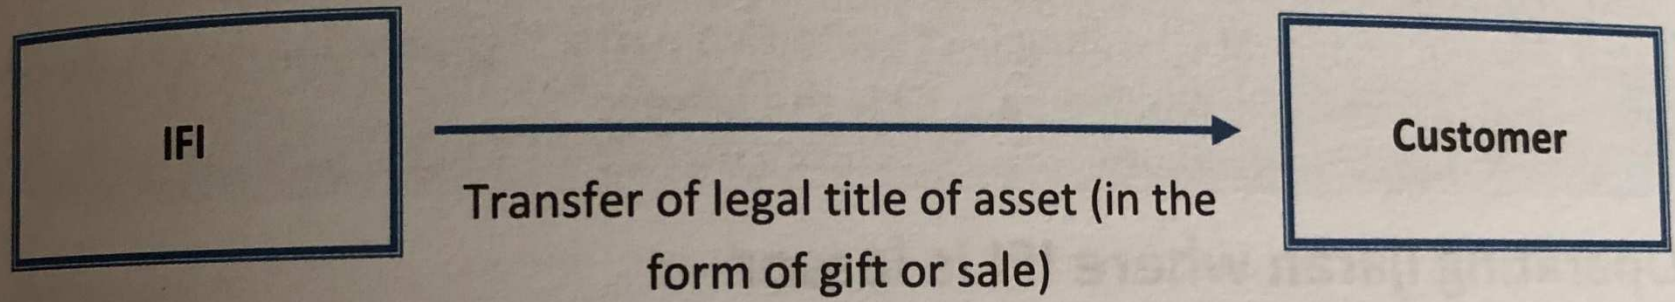 IFI
Customer
Transfer of legal title of asset (in the
form of gift or sale)